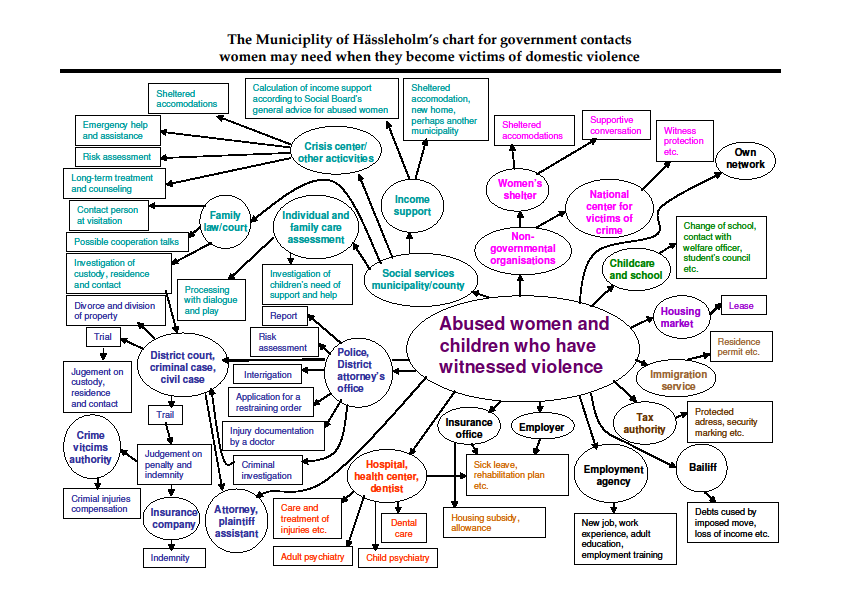 The Municiplity of Hässleholm's chart for government contacts
women may need when they become victims of domestic violence
Sheltered
accomodations
Calculation of income support
according to Social Board's
general advice for abused women
Sheltered
accomodation,
new home,
perhaps another
municipality
Emergency help
and assistance
Risk assessment
Long-term treatment
and counseling
Crisis center/
other acticvities
Sheltered
accomodations
Supportive
conversation
Witness
protection
etc.
Own
network
Contact person
at visitation
Possible cooperation talks
Investigation of
custody, residence
and contact
Family
law/court
Individual and
family care
assessment
Income
support
Women's
shelter
National
center for
victims of
crime
Non-
governmental
organisations
Change of school,
contact with
welfare officer,
student's council
etc.
Childcare
and school
Processing
with dialogue
and play
Investigation of
children's need of
support and help
Social services
municipality/county
Divorce and division
of property
Trial
Report
Risk
assessment
Abused women and
children who have
witnessed violence
Housing
market
Lease
Residence
permit etc.
Immigration
service
District court,
criminal case,
civil case
Police,
District
attorney's
office
Interrigation
Application for a
restraining order
Injury documentation
by a doctor
Criminal
investigation
Jugement on
custody,
residence
and contact
Trail
Crime
vitcims
authority
Judgement on
penalty and
indemnity
Crimial injuries
compensation
Insurance
company
Indemnity
Attorney,
plaintiff
assistant
Hospital,
health center,
dentist
Care and
treatment of
injuries etc.
Dental
care
Adult psychiatry
Child psychiatry
Insurance
office
Employer
Sick leave,
rehabilitation plan
etc.
Housing subsidy,
allowance
Tax
authority
Protected
adress, security
marking etc.
Employment
agency
Bailiff
New job, work
experience, adult
education,
employment training
Debts cused by
imposed move,
loss of income etc.